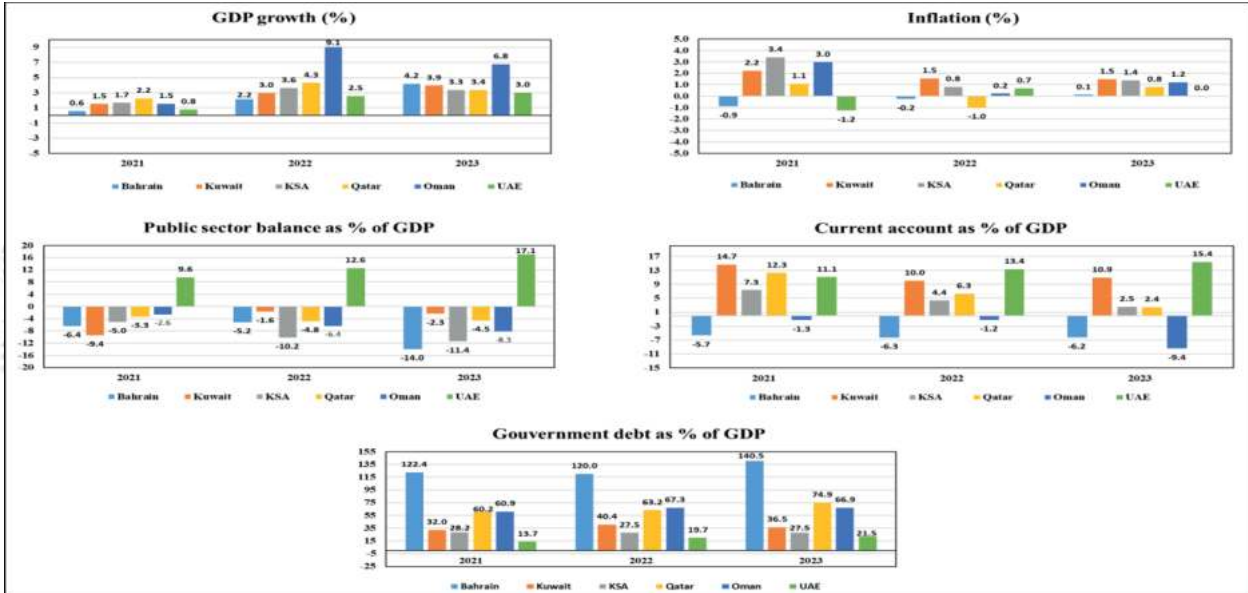 GDP growth (%)
9
7
5
3
1
-1
-3
-5
0.6 1.5 1.7 2.2 1.5 0.8
2.2 3.0 3.6 4.3 9.1 2.5
4.2 3.9 3.3 3.4 6.8 3.0
2021 2022 2023
Bahrain Kuwait KSA Qatar Oman UAE
Inflation (%)
5.0
4.0
3.0
2.0
1.0
0.0
-1.0
-2.0
-3.0
-4.0
-5.0
-0.9 2.2 3.4 1.1 3.0 -1.2
-0.2 1.5 0.8 -1.0 0.2 0.7
0.1 1.5 1.4 0.8 1.2 0.0
2021 2022 2023
Bahrain Kuwait KSA Qatar Oman UAE
Public sector balance as % of GDP
20
16
12
8
4
0
-4
-8
-12
-16
-20
-6.4 -9.4 -5.0 -3.3 -2.6 9.6
-5.2 -1.6 -10.2 -4.8 -6.4 12.6
-14.0 -2.3 -11.4 -4.5 -8.3 17.1
2021 2022 2023
Bahrain Kuwait KSA Qatar Oman UAE
Current account as % of GDP
17
13
9
5
1
-3
-7
-11
-15
-5.7 14.7 7.3 12.3 -1.3 11.1
-6.3 10.0 4.4 6.3 -1.2 13.4
-6.2 10.9 2.5 2.4 -9.4 15.4
2021 2022 2023
Bahrain Kuwait KSA Qatar Oman UAE
Gouvernment debt as % of GDP
155
135
115
95
75
55
35
15
-5
-25
122.4 32.0 28.2 60.2 60.9 13.7
120.0 40.4 27.5 63.2 67.3 19.7
140.5 36.5 27.5 74.9 66.9 21.5
2021 2022 2023
Bahrain Kuwait KSA Qatar Oman UAE